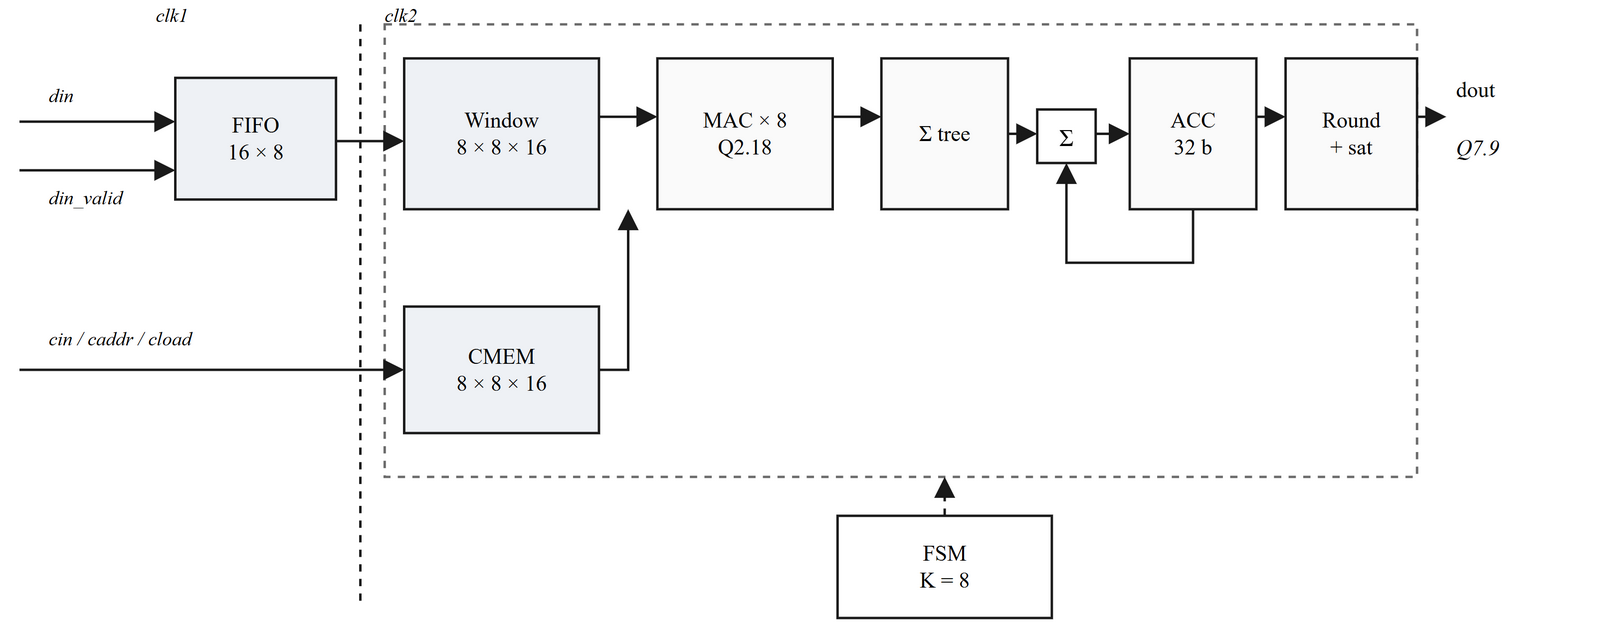 clk1
clk2
din
din_valid
FIFO
16 × 8
Window
8 × 8 × 16
MAC × 8
Q2.18
Σ tree
Σ
ACC
32 b
Round
+ sat
dout
Q7.9
cin / caddr / cload
CMEM
8 × 8 × 16
FSM
K = 8